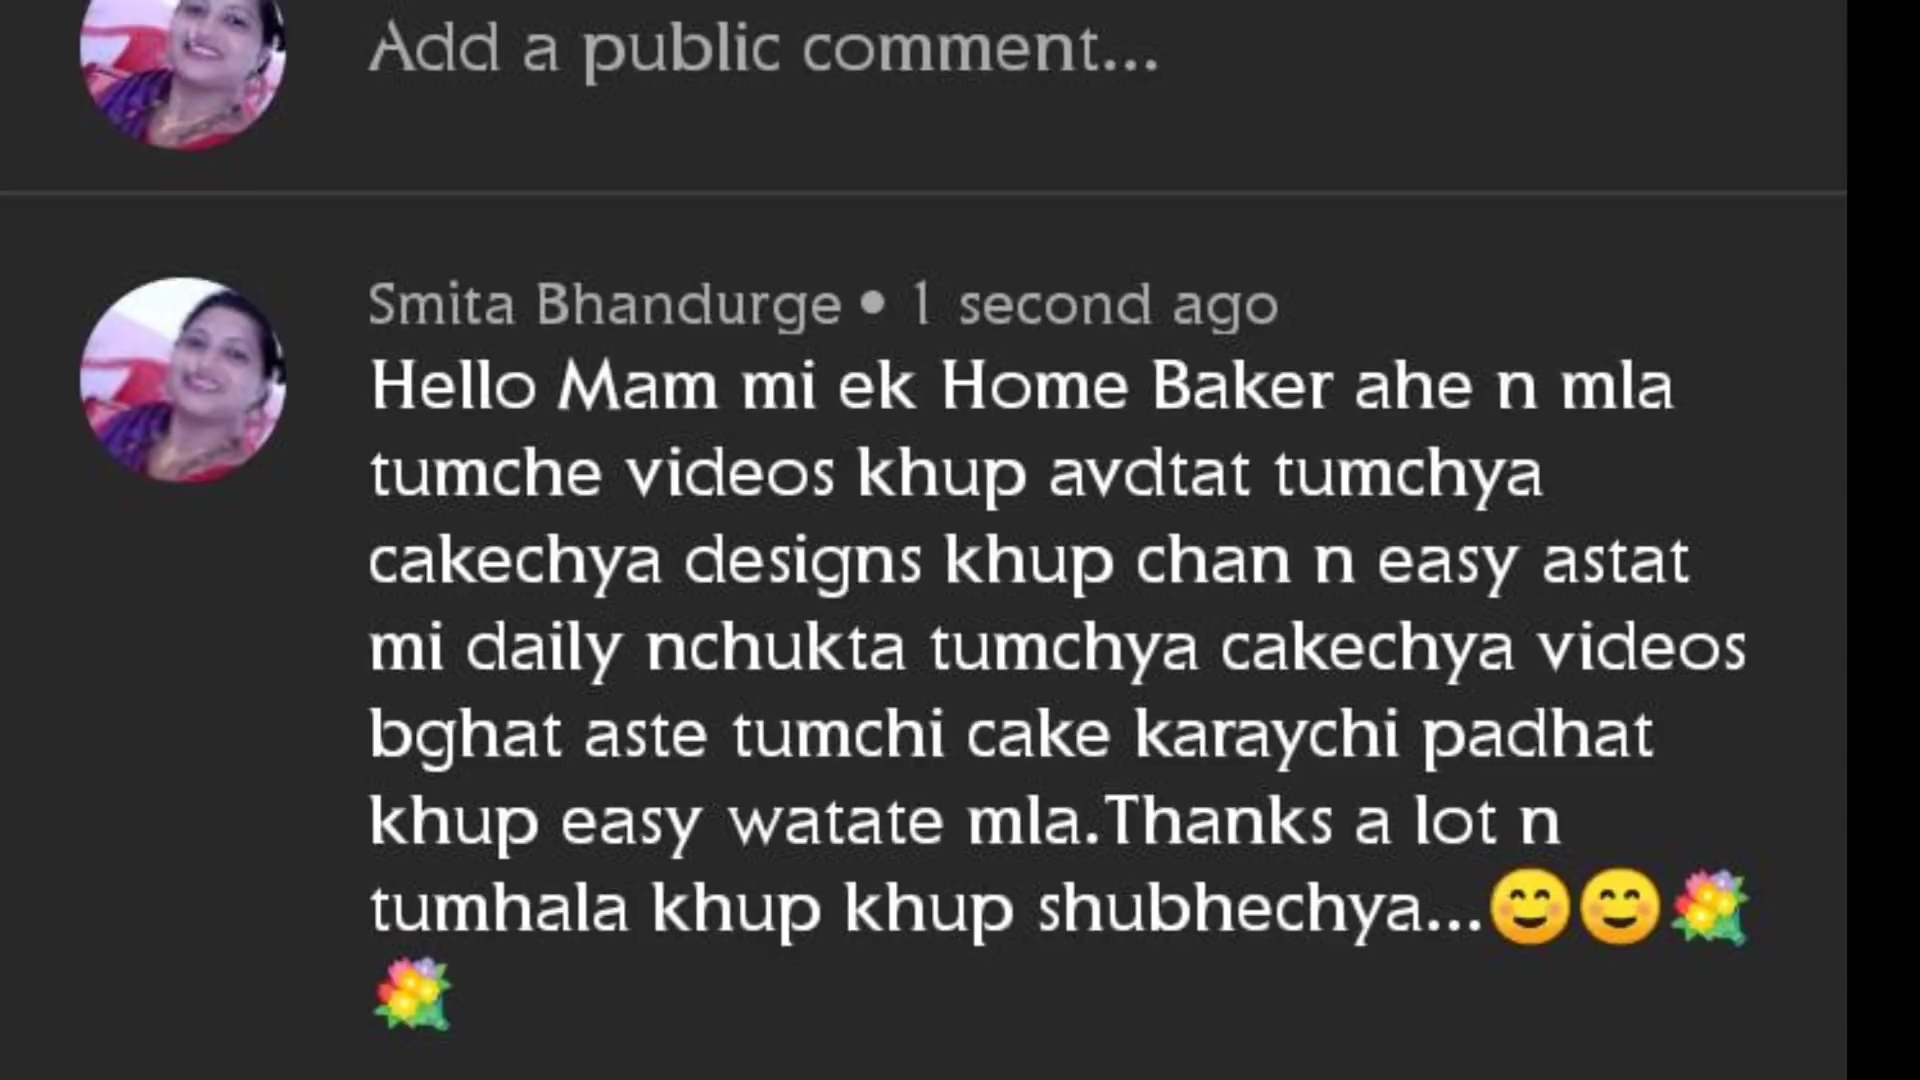 Add a public comment...
Smita Bhandurge • 1 second ago
Hello Mam mi ek Home Baker ahe n mla
tumche videos khup avdtat tumchya
cakechya designs khup chan n easy astat
mi daily nchukta tumchya cakechya videos
bghat aste tumchi cake karaychi padhat
khup easy watate mla.Thanks a lot n
tumhala khup khup shubhechya...😊😊💐
💐